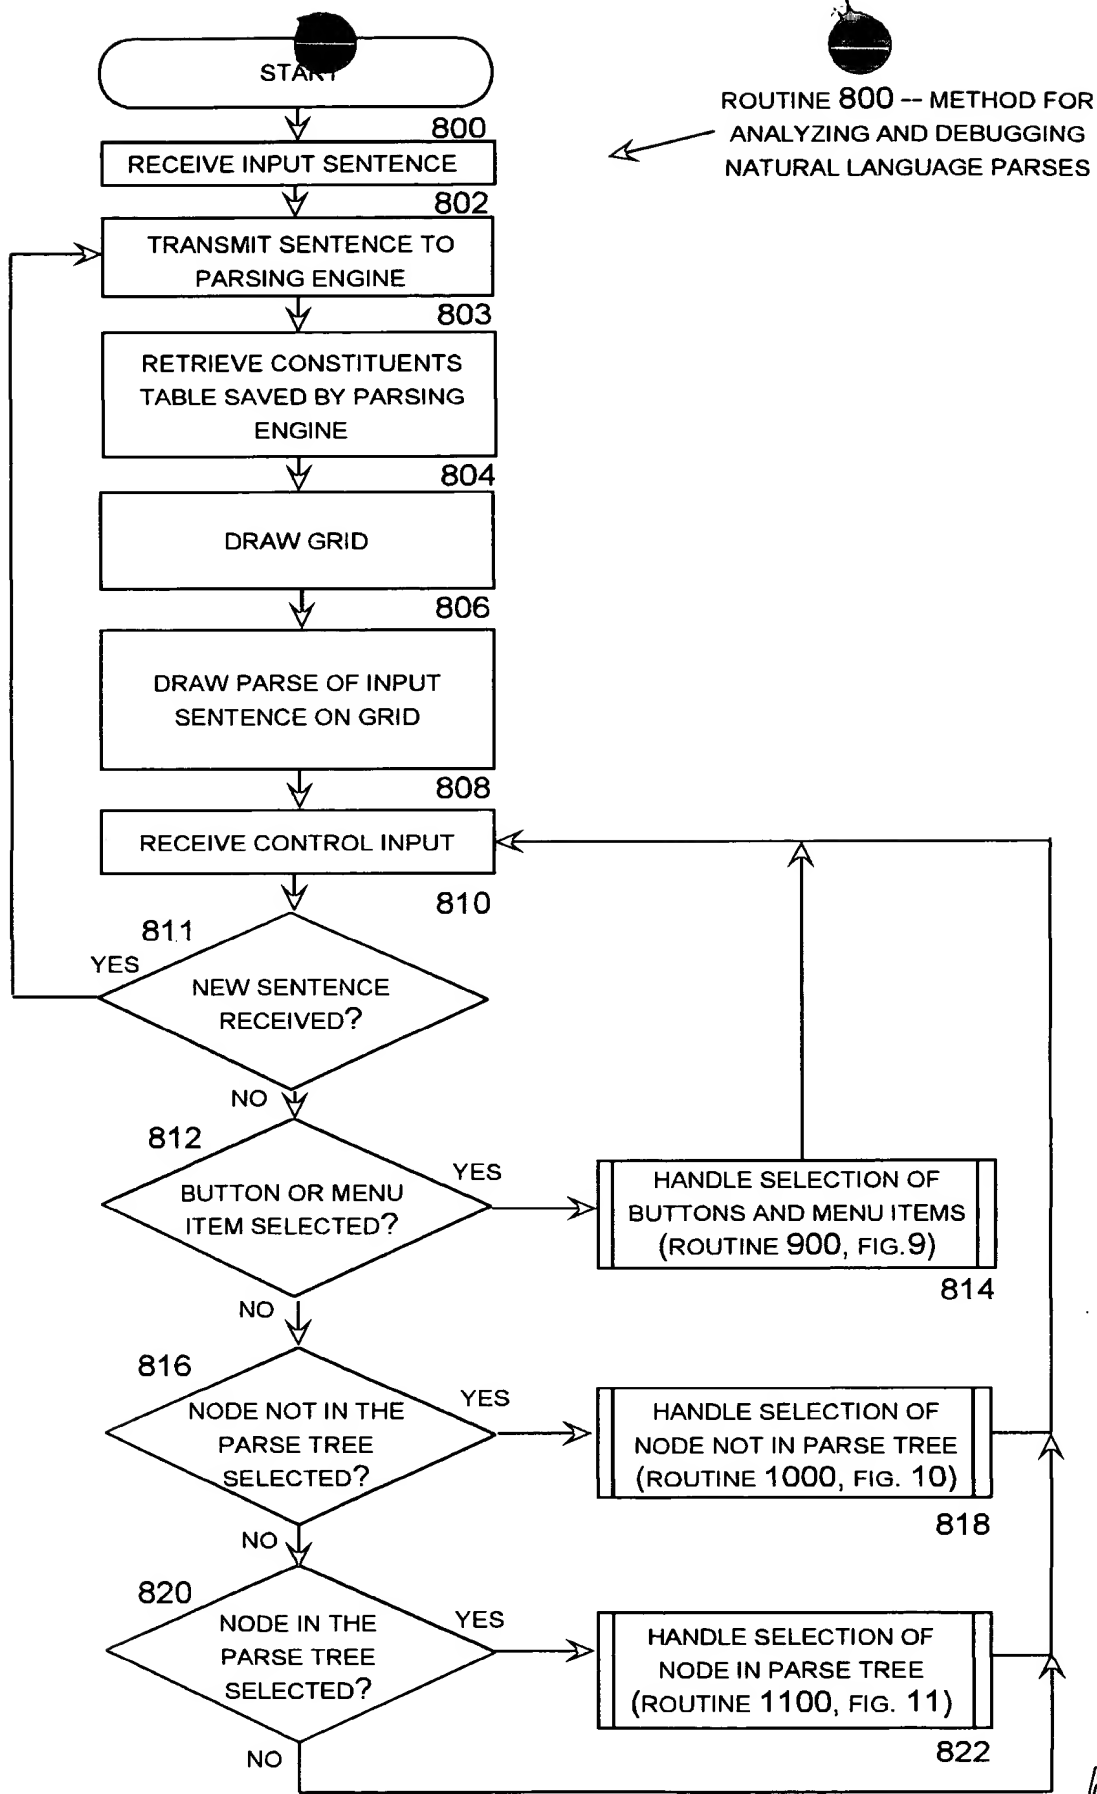 START
ROUTINE 800 -- METHOD FOR
ANALYZING AND DEBUGGING
NATURAL LANGUAGE PARSES
800
RECEIVE INPUT SENTENCE
802
TRANSMIT SENTENCE TO
PARSING ENGINE
803
RETRIEVE CONSTITUENTS
TABLE SAVED BY PARSING
ENGINE
804
DRAW GRID
806
DRAW PARSE OF INPUT
SENTENCE ON GRID
808
RECEIVE CONTROL INPUT
810
811
YES
NEW SENTENCE
RECEIVED?
NO
812
BUTTON OR MENU
ITEM SELECTED?
YES
HANDLE SELECTION OF
BUTTONS AND MENU ITEMS
(ROUTINE 900, FIG.9)
814
NO
816
NODE NOT IN THE
PARSE TREE
SELECTED?
YES
HANDLE SELECTION OF
NODE NOT IN PARSE TREE
(ROUTINE 1000, FIG. 10)
818
NO
820
NODE IN THE
PARSE TREE
SELECTED?
YES
HANDLE SELECTION OF
NODE IN PARSE TREE
(ROUTINE 1100, FIG. 11)
822
NO